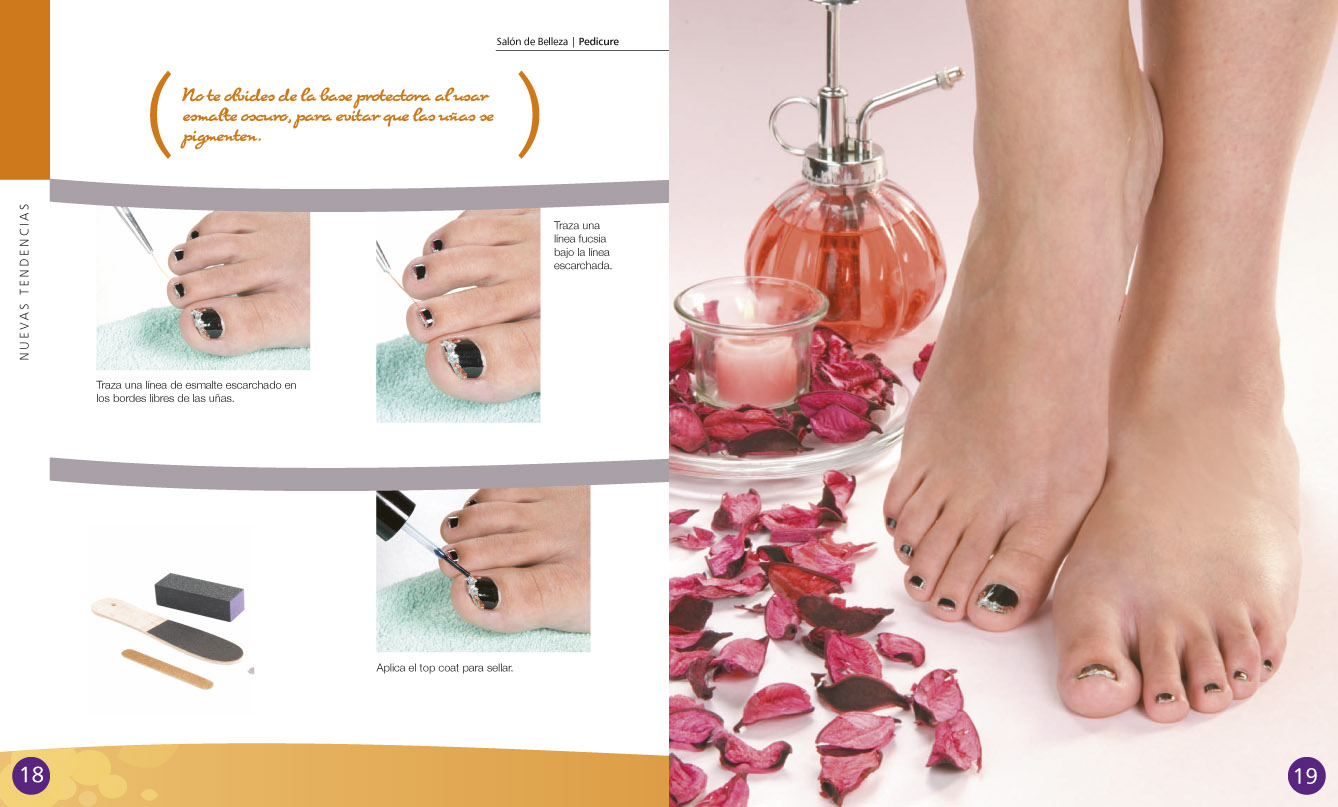 Salón de Belleza | Pedicure
No te olvides de la base protectora al usar
esmalte oscuro, para evitar que las uñas se
pigmenten.
NUEVAS TENDENCIAS
Traza una línea de esmalte escarchado en
los bordes libres de las uñas.
Traza una
línea fucsia
bajo la línea
escarchada.
Aplica el top coat para sellar.
18
19